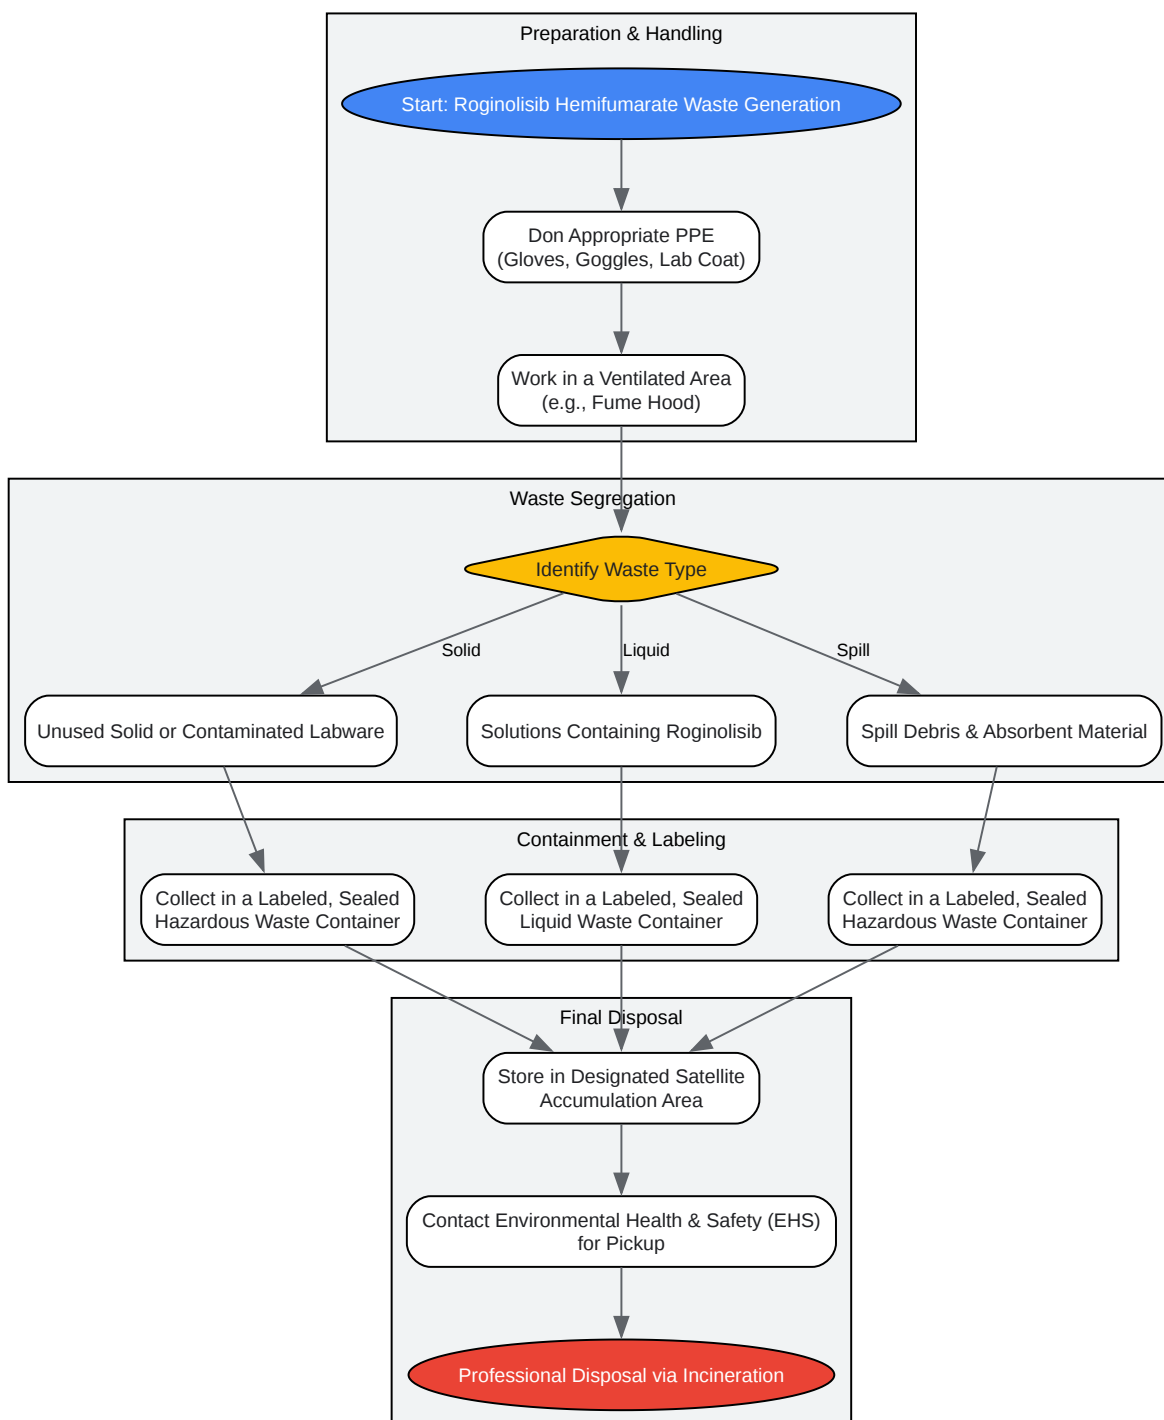 Preparation & Handling
Start: Roginolisib Hemifumarate Waste Generation
Don Appropriate PPE
(Gloves, Goggles, Lab Coat)
Work in a Ventilated Area
(e.g., Fume Hood)
Waste Segregation
Identify Waste Type
Solid
Liquid
Spill
Unused Solid or Contaminated Labware
Solutions Containing Roginolisib
Spill Debris & Absorbent Material
Containment & Labeling
Collect in a Labeled, Sealed
Hazardous Waste Container
Collect in a Labeled, Sealed
Liquid Waste Container
Collect in a Labeled, Sealed
Hazardous Waste Container
Final Disposal
Store in Designated Satellite
Accumulation Area
Contact Environmental Health & Safety (EHS)
for Pickup
Professional Disposal via Incineration